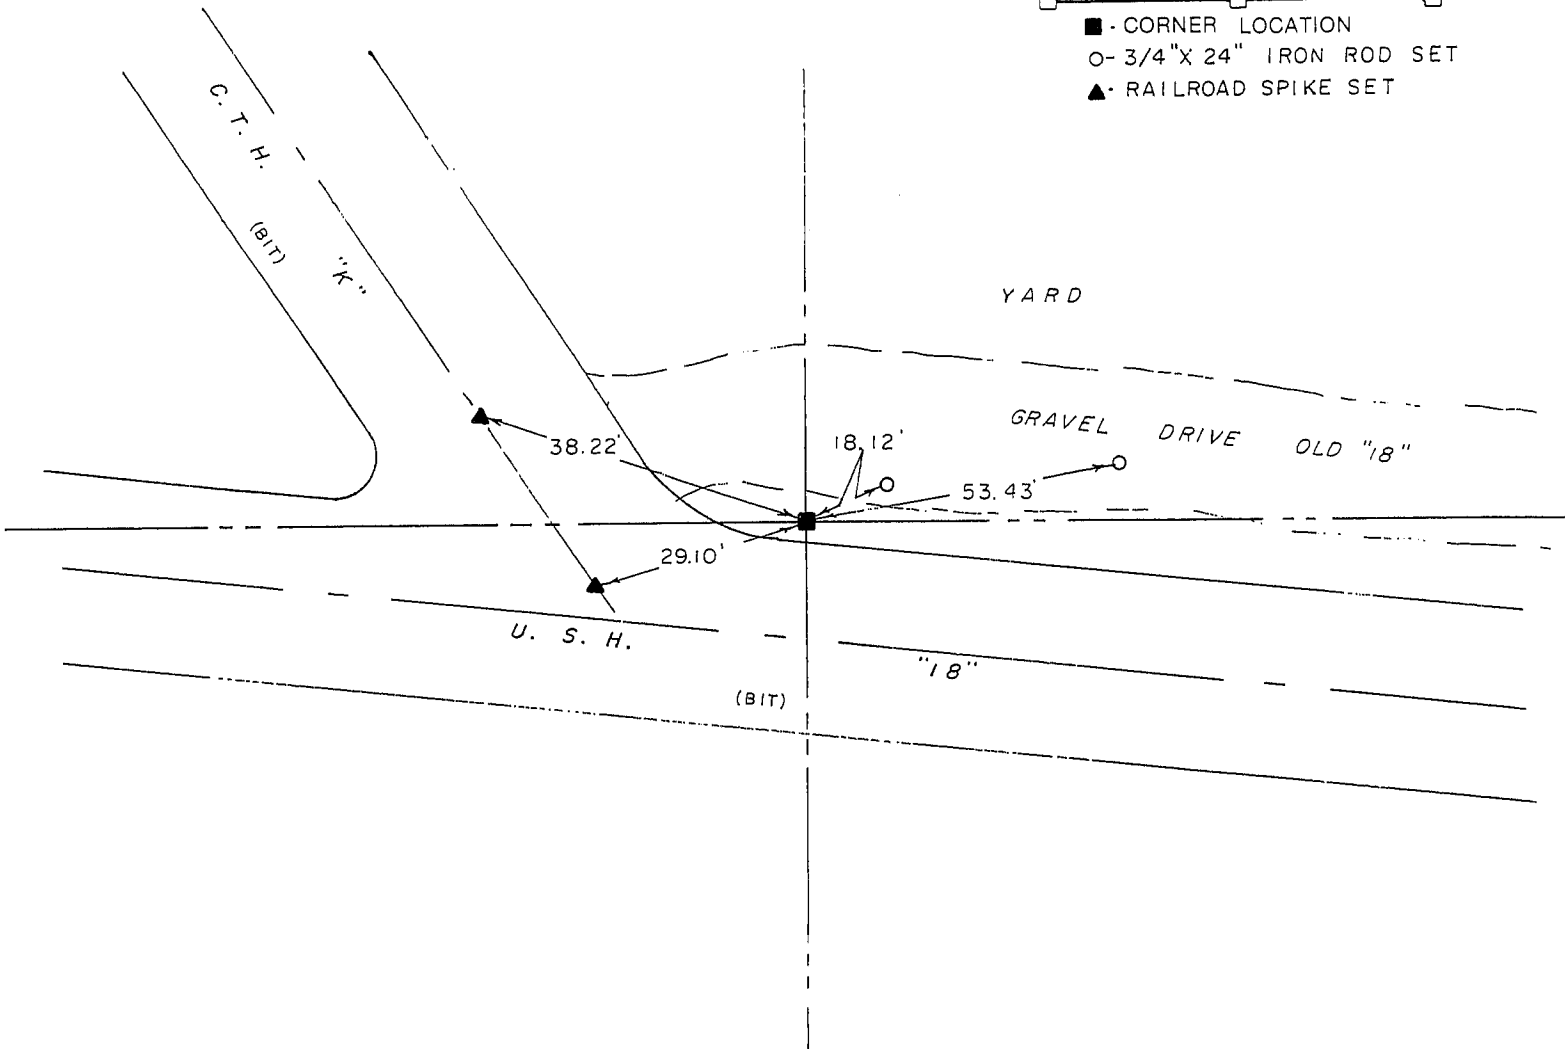 ■ - CORNER LOCATION
O- 3/4"X 24" IRON ROD SET
▲- RAILROAD SPIKE SET
C. T. H. "K"
(BIT)
YARD
GRAVEL DRIVE OLD "18"
38.22'
18.12'
53.43'
29.10'
U. S. H. "18"
(BIT)